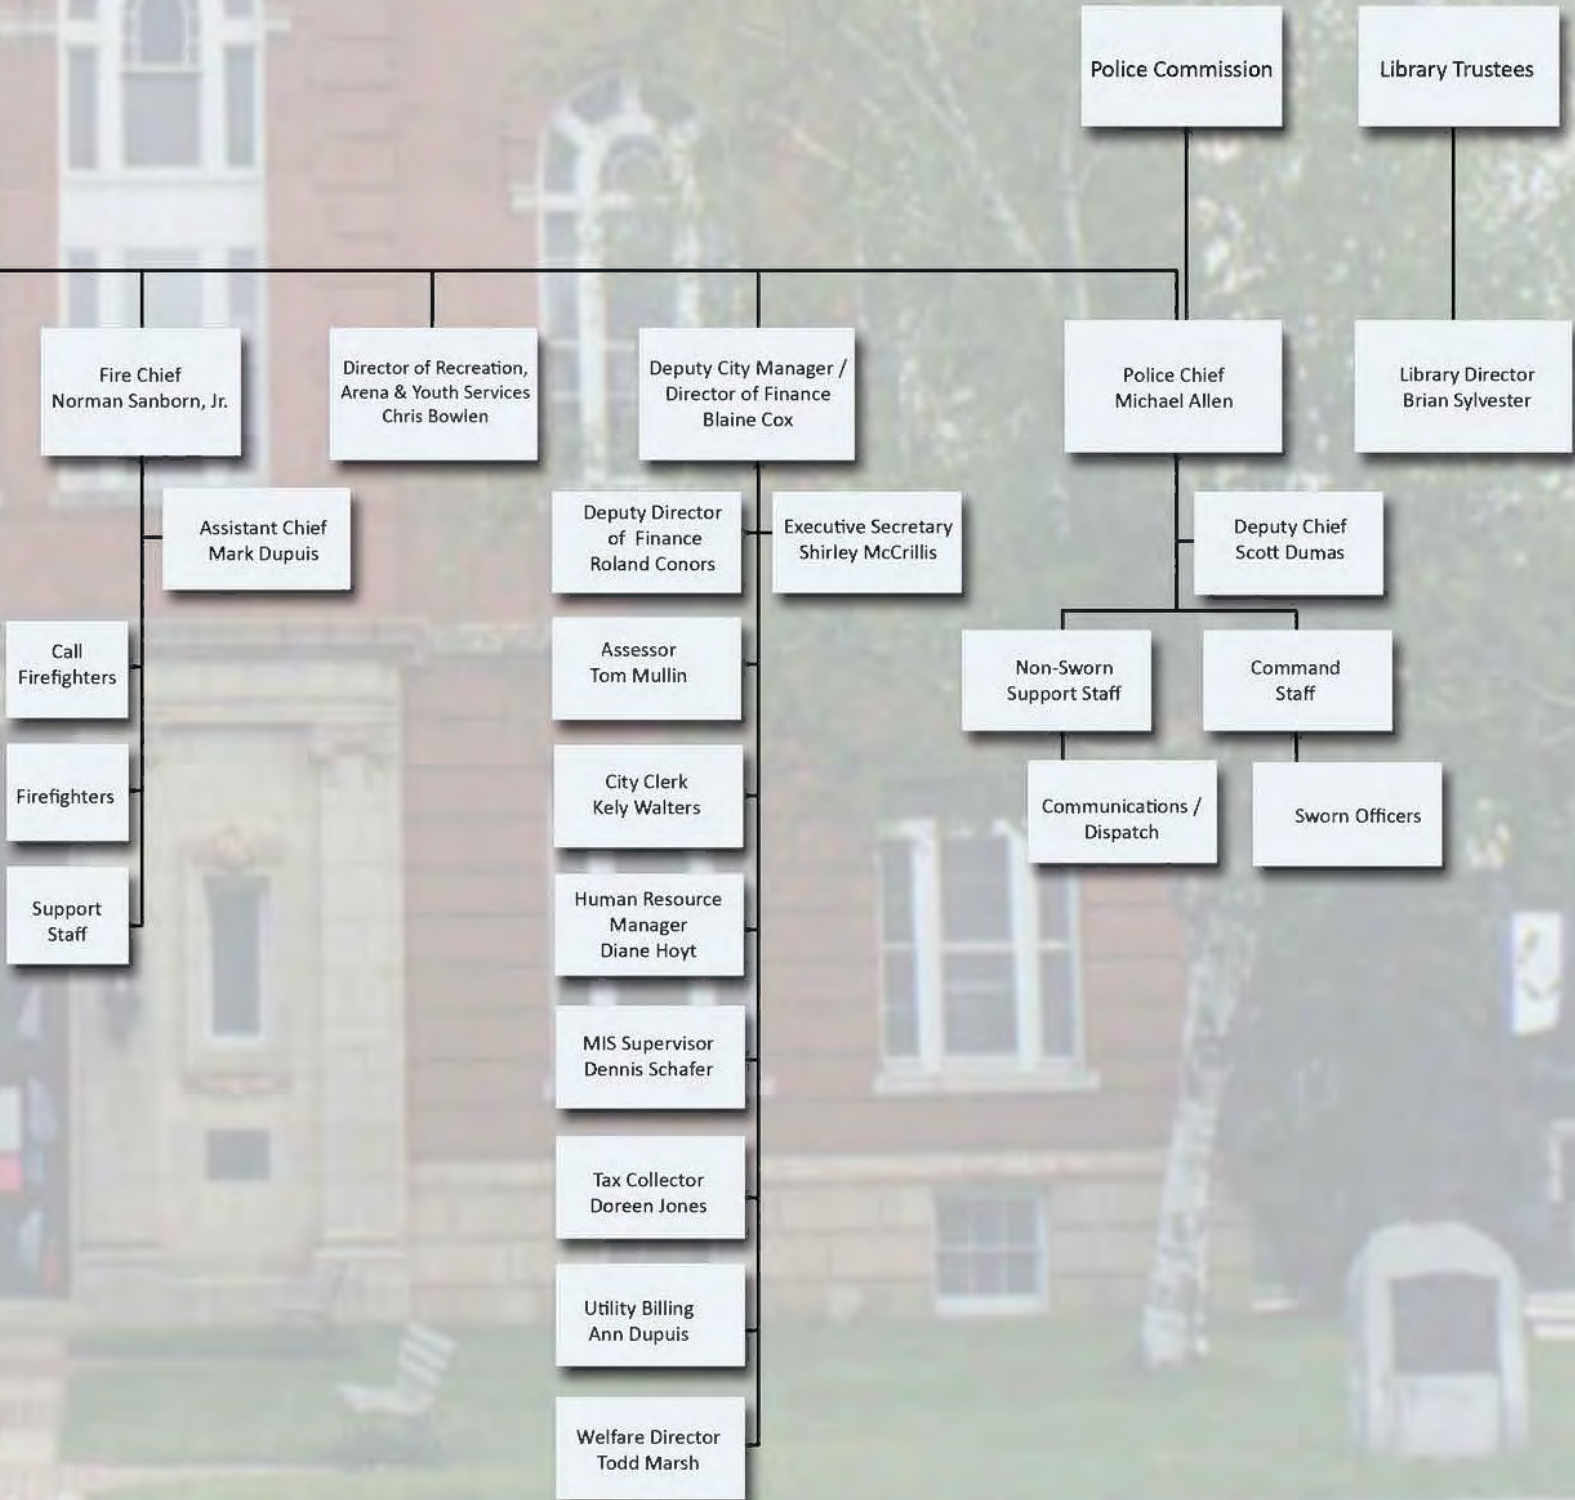 Police Commission
Library Trustees
Fire Chief
Norman Sanborn, Jr.
Director of Recreation,
Arena & Youth Services
Chris Bowlen
Deputy City Manager /
Director of Finance
Blaine Cox
Police Chief
Michael Allen
Library Director
Brian Sylvester
Assistant Chief
Mark Dupuis
Deputy Director
of Finance
Roland Conors
Executive Secretary
Shirley McCrillis
Deputy Chief
Scott Dumas
Call
Firefighters
Assessor
Tom Mullin
Non-Sworn
Support Staff
Command
Staff
Firefighters
City Clerk
Kely Walters
Communications /
Dispatch
Sworn Officers
Support
Staff
Human Resource
Manager
Diane Hoyt
MIS Supervisor
Dennis Schafer
Tax Collector
Doreen Jones
Utility Billing
Ann Dupuis
Welfare Director
Todd Marsh